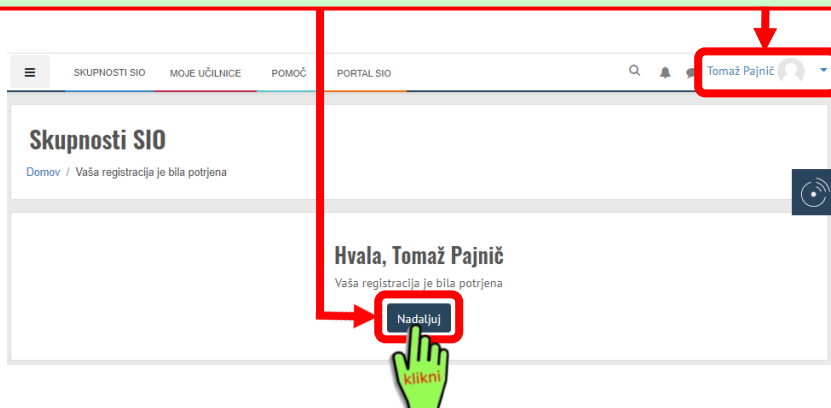 SKUPNOSTI SIO MOJE UČILNICE POMOČ PORTAL SIO Tomaž Pajnič
Skupnosti SIO
Domov / Vaša registracija je bila potrjena
Hvala, Tomaž Pajnič
Vaša registracija je bila potrjena
Nadaljuj
klikni